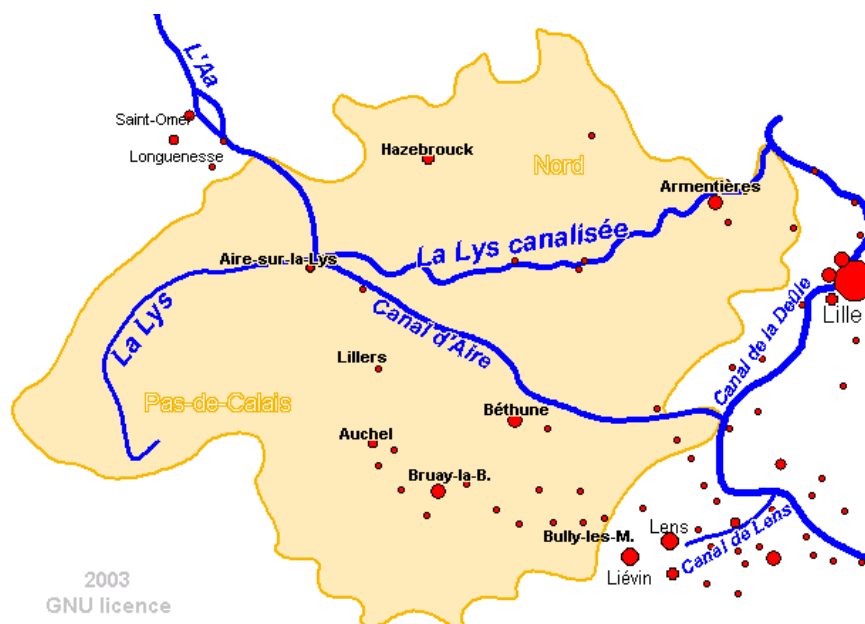 L'Aa
Saint-Omer
Longuenesse
Hazebrouck
Nord
Armentières
La Lys canalisée
Aire-sur-la-Lys
La Lys
Canal d'Aire
Canal de la Deûle
Lille
Lillers
Pas-de-Calais
Béthune
Auchel
Bruay-la-B.
Bully-les-M.
Lens
Canal de Lens
Liévin
2003
GNU licence